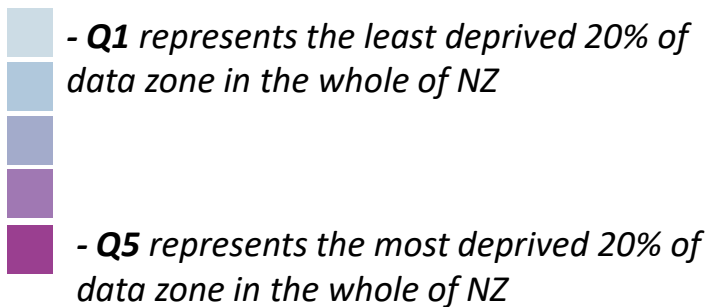 - Q1 represents the least deprived 20% of
data zone in the whole of NZ
- Q5 represents the most deprived 20% of
data zone in the whole of NZ